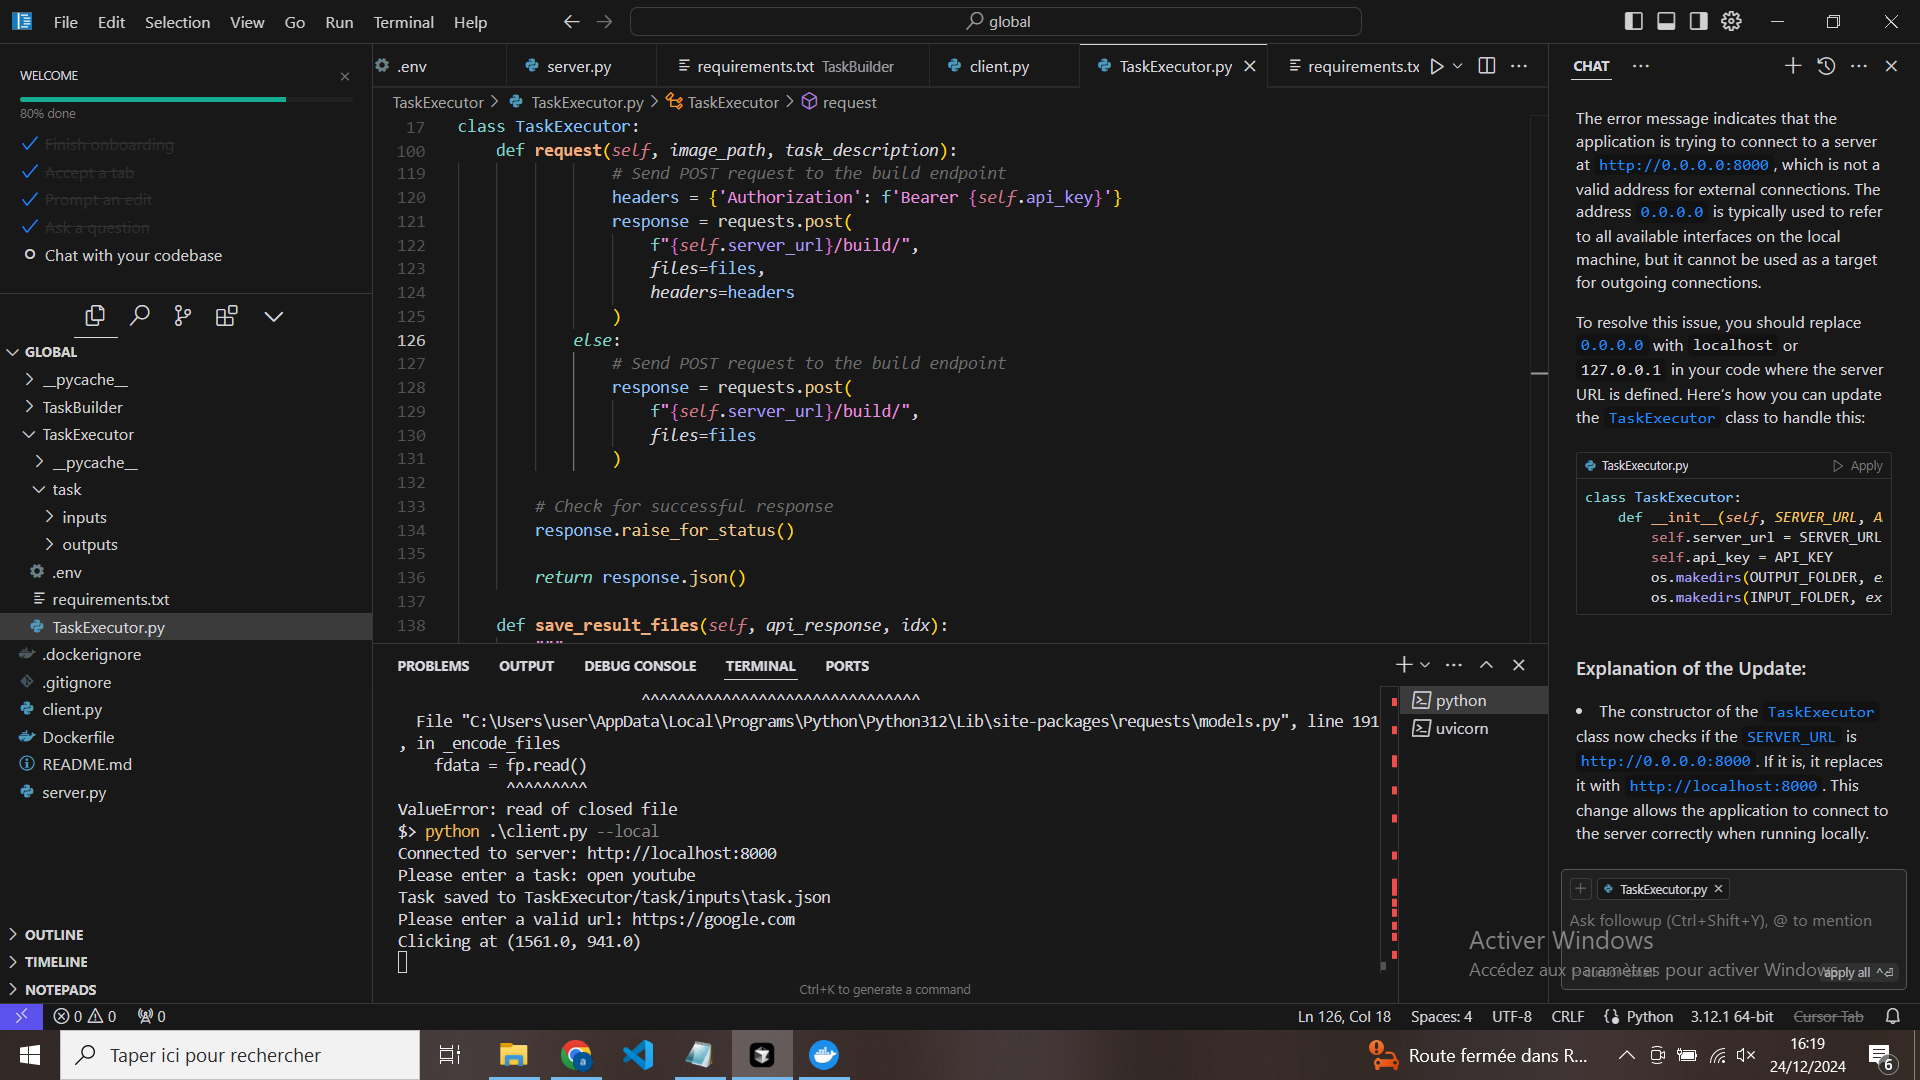 File Edit Selection View Go Run Terminal Help
global
WELCOME
80% done
Finish onboarding
Accept a tab
Prompt an edit
Ask a question
Chat with your codebase
GLOBAL
__pycache__
TaskBuilder
TaskExecutor
__pycache__
task
inputs
outputs
.env
requirements.txt
TaskExecutor.py
.dockerignore
.gitignore
client.py
Dockerfile
README.md
server.py
OUTLINE
TIMELINE
NOTEPADS
.env server.py requirements.txt TaskBuilder client.py TaskExecutor.py requirements.tx
TaskExecutor > TaskExecutor.py > TaskExecutor > request
17 class TaskExecutor:
100 def request(self, image_path, task_description):
119 # Send POST request to the build endpoint
120 headers = {'Authorization': f'Bearer {self.api_key}'}
121 response = requests.post(
122 f"{self.server_url}/build/",
123 files=files,
124 headers=headers
125 )
126 else:
127 # Send POST request to the build endpoint
128 response = requests.post(
129 f"{self.server_url}/build/",
130 files=files
131 )
132
133 # Check for successful response
134 response.raise_for_status()
135
136 return response.json()
137
138 def save_result_files(self, api_response, idx):
PROBLEMS OUTPUT DEBUG CONSOLE TERMINAL PORTS
^^^^^^^^^^^^^^^^^^^^^^^^^^^^^^^
File "C:\Users\user\AppData\Local\Programs\Python\Python312\Lib\site-packages\requests\models.py", line 191
, in _encode_files
fdata = fp.read()
^^^^^^^^^
ValueError: read of closed file
$> python .\client.py --local
Connected to server: http://localhost:8000
Please enter a task: open youtube
Task saved to TaskExecutor/task/inputs\task.json
Please enter a valid url: https://google.com
Clicking at (1561.0, 941.0)
Ctrl+K to generate a command
python
uvicorn
CHAT
The error message indicates that the
application is trying to connect to a server
at http://0.0.0.0:8000, which is not a
valid address for external connections. The
address 0.0.0.0 is typically used to refer
to all available interfaces on the local
machine, but it cannot be used as a target
for outgoing connections.
To resolve this issue, you should replace
0.0.0.0 with localhost or
127.0.0.1 in your code where the server
URL is defined. Here's how you can update
the TaskExecutor class to handle this:
TaskExecutor.py Apply
class TaskExecutor:
def __init__(self, SERVER_URL, A
self.server_url = SERVER_URL
self.api_key = API_KEY
os.makedirs(OUTPUT_FOLDER, e
os.makedirs(INPUT_FOLDER, ex
Explanation of the Update:
• The constructor of the TaskExecutor
class now checks if the SERVER_URL is
http://0.0.0.0:8000. If it is, it replaces
it with http://localhost:8000. This
change allows the application to connect to
the server correctly when running locally.
TaskExecutor.py
Ask followup (Ctrl+Shift+Y), @ to mention
Activer Windows
Accédez aux paramètres pour activer Windows.
apply all
0 0 0 Ln 126, Col 18 Spaces: 4 UTF-8 CRLF Python 3.12.1 64-bit Cursor Tab
Taper ici pour rechercher
Route fermée dans R...
16:19
24/12/2024
6